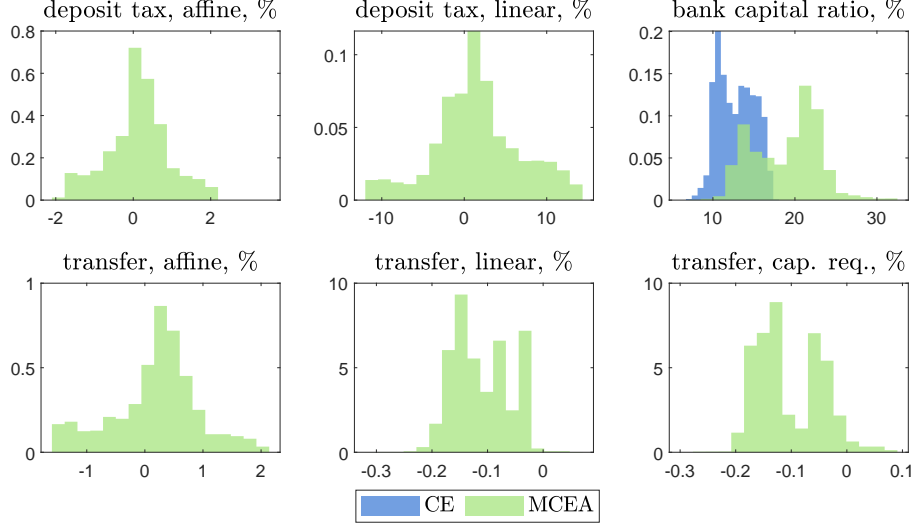 deposit tax, affine, %
0.8
0.6
0.4
0.2
0
-2 0 2
deposit tax, linear, %
0.1
0.05
0
-10 0 10
bank capital ratio, %
0.2
0.15
0.1
0.05
0
10 20 30
transfer, affine, %
1
0.5
0
-1 0 1 2
transfer, linear, %
10
5
0
-0.3 -0.2 -0.1 0
transfer, cap. req., %
10
5
0
-0.3 -0.2 -0.1 0 0.1
CE MCEA